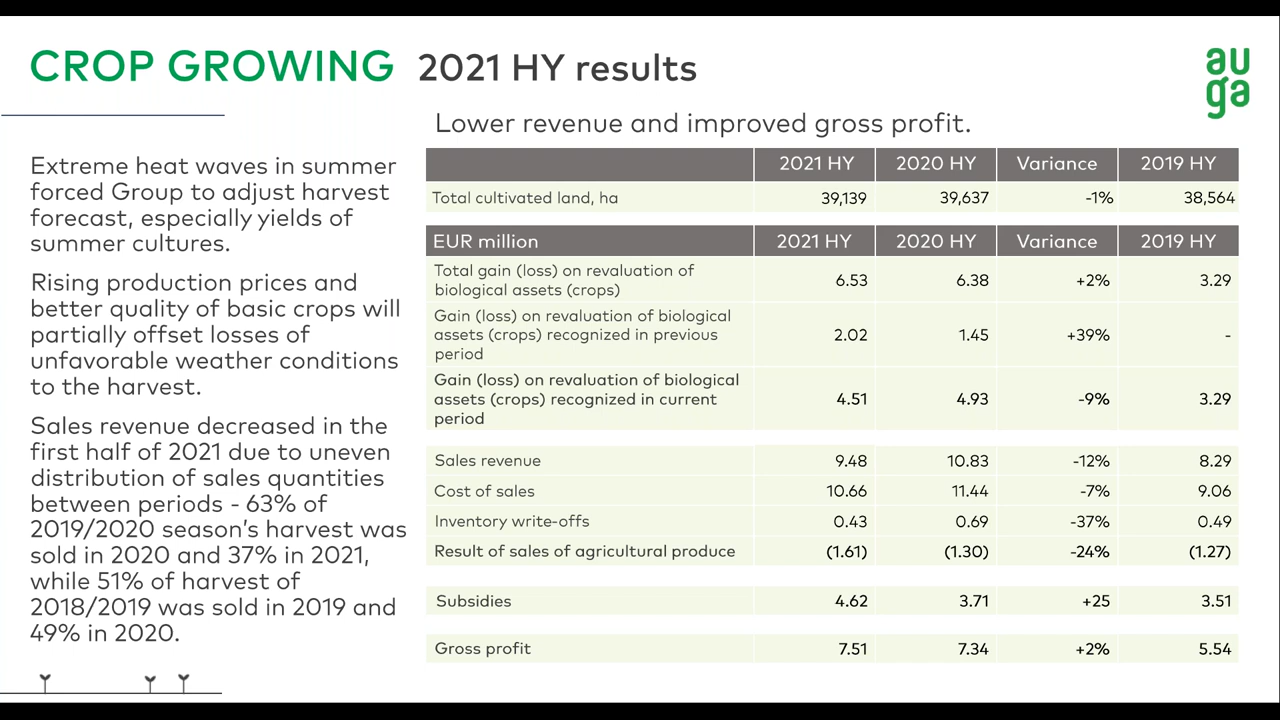 CROP GROWING 2021 HY results
auga
Lower revenue and improved gross profit.
Extreme heat waves in summer
forced Group to adjust harvest
forecast, especially yields of
summer cultures.
Rising production prices and
better quality of basic crops will
partially offset losses of
unfavorable weather conditions
to the harvest.
Sales revenue decreased in the
first half of 2021 due to uneven
distribution of sales quantities
between periods - 63% of
2019/2020 season's harvest was
sold in 2020 and 37% in 2021,
while 51% of harvest of
2018/2019 was sold in 2019 and
49% in 2020.
2021 HY 2020 HY Variance 2019 HY
Total cultivated land, ha 39,139 39,637 -1% 38,564
EUR million 2021 HY 2020 HY Variance 2019 HY
Total gain (loss) on revaluation of
biological assets (crops) 6.53 6.38 +2% 3.29
Gain (loss) on revaluation of biological
assets (crops) recognized in previous 2.02 1.45 +39% -
period
Gain (loss) on revaluation of biological
assets (crops) recognized in current 4.51 4.93 -9% 3.29
period
Sales revenue 9.48 10.83 -12% 8.29
Cost of sales 10.66 11.44 -7% 9.06
Inventory write-offs 0.43 0.69 -37% 0.49
Result of sales of agricultural produce (1.61) (1.30) -24% (1.27)
Subsidies 4.62 3.71 +25 3.51
Gross profit 7.51 7.34 +2% 5.54